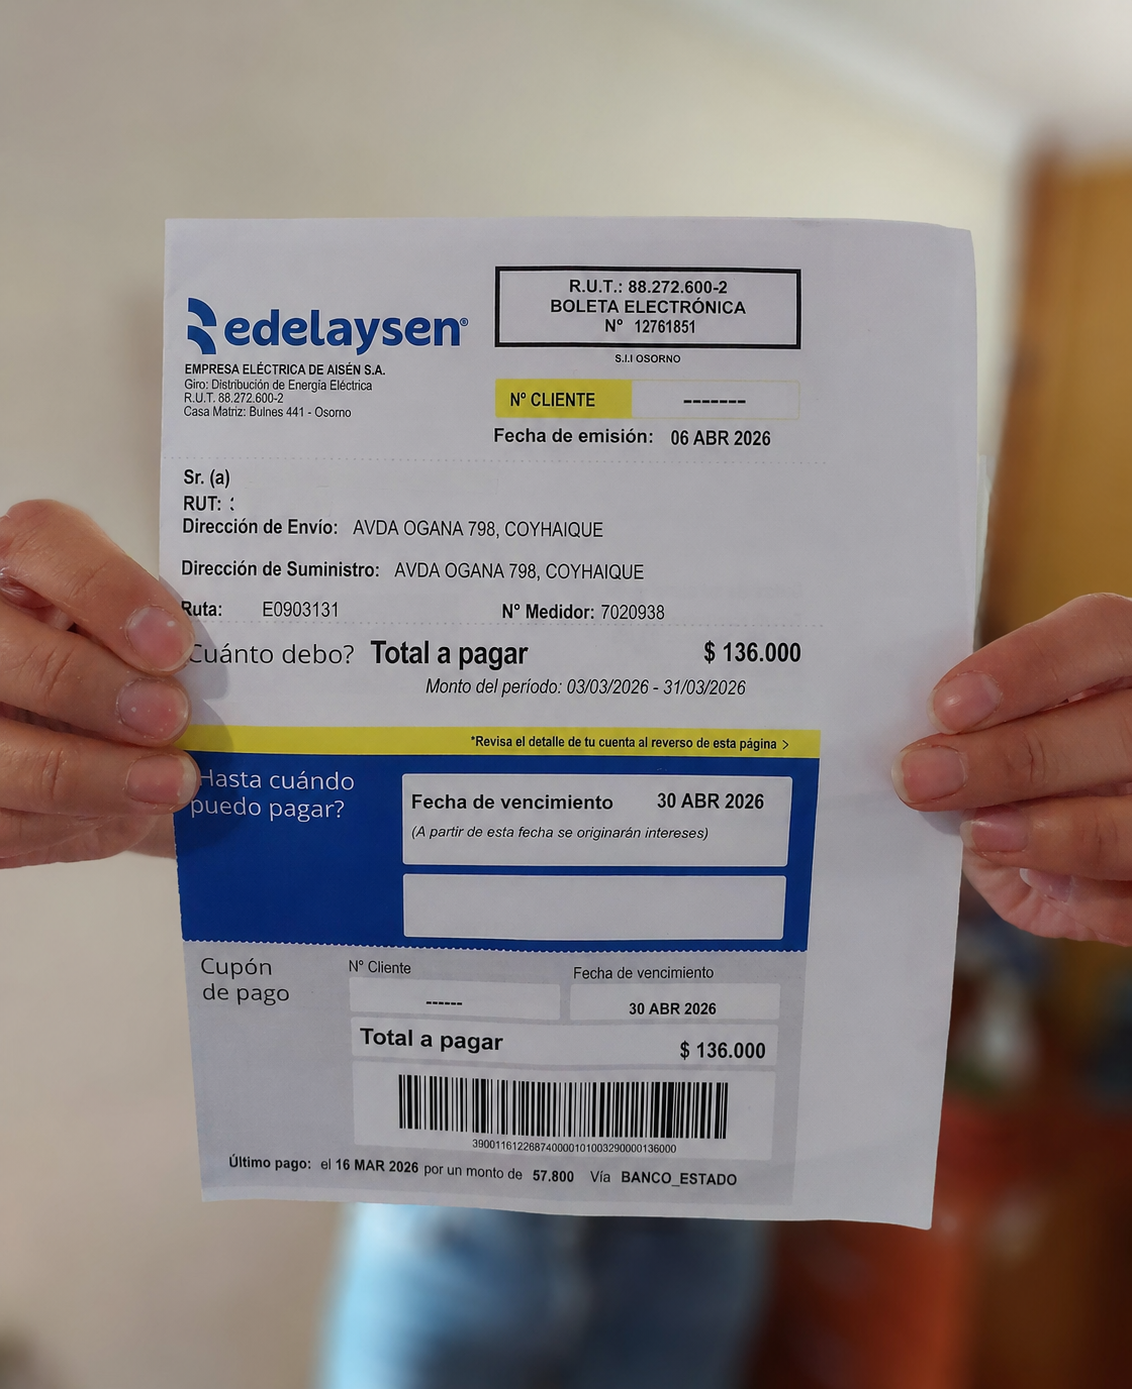 edelaysen®
EMPRESA ELÉCTRICA DE AISÉN S.A.
Giro: Distribución de Energía Eléctrica
R.U.T. 88.272.600-2
Casa Matriz: Bulnes 441 - Osorno
R.U.T.: 88.272.600-2
BOLETA ELECTRÓNICA
Nº 12761851
S.I.I OSORNO
Nº CLIENTE -------
Fecha de emisión: 06 ABR 2026
Sr. (a)
RUT: :
Dirección de Envío: AVDA OGANA 798, COYHAIQUE
Dirección de Suministro: AVDA OGANA 798, COYHAIQUE
Ruta: E0903131 Nº Medidor: 7020938
Cuánto debo? Total a pagar $ 136.000
Monto del período: 03/03/2026 - 31/03/2026
*Revisa el detalle de tu cuenta al reverso de esta página >
Hasta cuándo
puedo pagar?
Fecha de vencimiento 30 ABR 2026
(A partir de esta fecha se originarán intereses)
Cupón
de pago
Nº Cliente
------
Fecha de vencimiento
30 ABR 2026
Total a pagar $ 136.000
390011612268740000101003290000136000
Último pago: el 16 MAR 2026 por un monto de 57.800 Vía BANCO_ESTADO